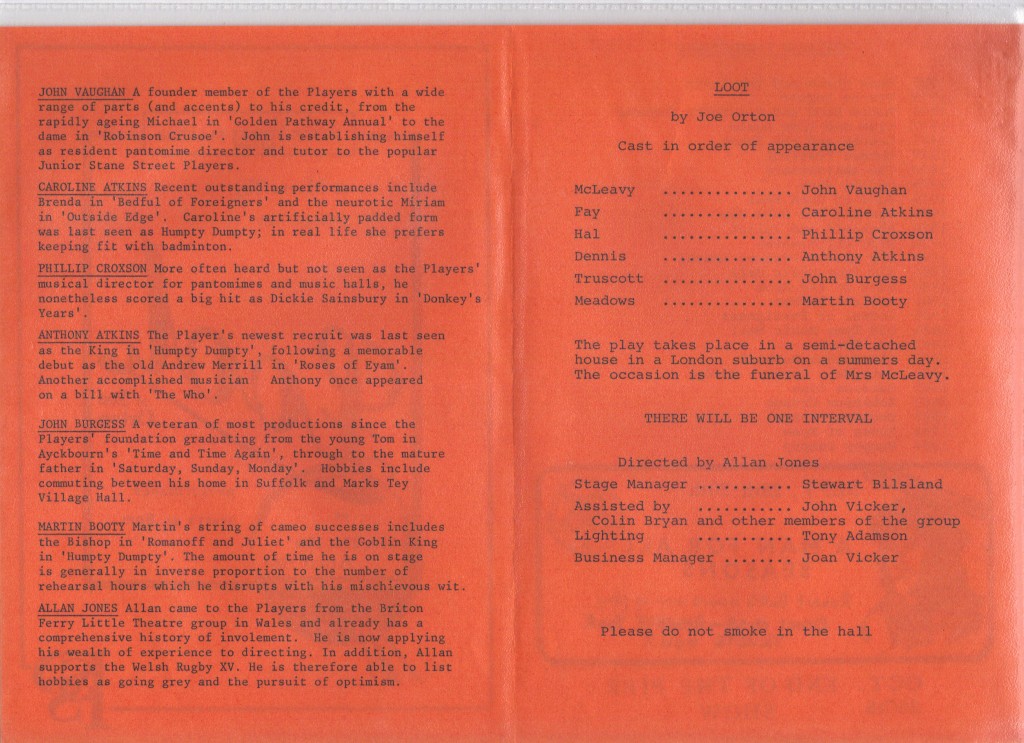 JOHN VAUGHAN A founder member of the Players with a wide
range of parts (and accents) to his credit, from the
rapidly ageing Michael in 'Golden Pathway Annual' to the
dame in 'Robinson Crusoe'. John is establishing himself
as resident pantomime director and tutor to the popular
Junior Stane Street Players.
CAROLINE ATKINS Recent outstanding performances include
Brenda in 'Bedful of Foreigners' and the neurotic Miriam
in 'Outside Edge'. Caroline's artificially padded form
was last seen as Humpty Dumpty; in real life she prefers
keeping fit with badminton.
PHILLIP CROXSON More often heard but not seen as the Players'
musical director for pantomimes and music halls, he
nonetheless scored a big hit as Dickie Sainsbury in 'Donkey's
Years'.
ANTHONY ATKINS The Player's newest recruit was last seen
as the King in 'Humpty Dumpty', following a memorable
debut as the old Andrew Merrill in 'Roses of Eyam'.
Another accomplished musician Anthony once appeared
on a bill with 'The Who'.
JOHN BURGESS A veteran of most productions since the
Players' foundation graduating from the young Tom in
Ayckbourn's 'Time and Time Again', through to the mature
father in 'Saturday, Sunday, Monday'. Hobbies include
commuting between his home in Suffolk and Marks Tey
Village Hall.
MARTIN BOOTY Martin's string of cameo successes includes
the Bishop in 'Romanoff and Juliet' and the Goblin King
in 'Humpty Dumpty'. The amount of time he is on stage
is generally in inverse proportion to the number of
rehearsal hours which he disrupts with his mischievous wit.
ALLAN JONES Allan came to the Players from the Briton
Ferry Little Theatre group in Wales and already has a
comprehensive history of involement. He is now applying
his wealth of experience to directing. In addition, Allan
supports the Welsh Rugby XV. He is therefore able to list
hobbies as going grey and the pursuit of optimism.
LOOT
by Joe Orton
Cast in order of appearance
McLeavy ............... John Vaughan
Fay ............... Caroline Atkins
Hal ............... Phillip Croxson
Dennis ............... Anthony Atkins
Truscott ............... John Burgess
Meadows ............... Martin Booty
The play takes place in a semi-detached
house in a London suburb on a summers day.
The occasion is the funeral of Mrs McLeavy.
THERE WILL BE ONE INTERVAL
Directed by Allan Jones
Stage Manager ........... Stewart Bilsland
Assisted by ........... John Vicker,
Colin Bryan and other members of the group
Lighting ........... Tony Adamson
Business Manager ........ Joan Vicker
Please do not smoke in the hall